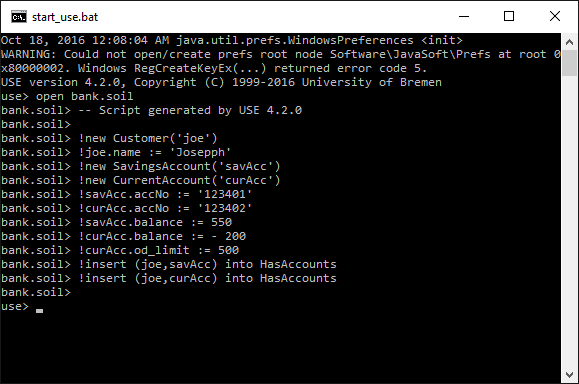 start_use.bat
Oct 18, 2016 12:08:04 AM java.util.prefs.WindowsPreferences <init>
WARNING: Could not open/create prefs root node Software\JavaSoft\Prefs at root 0
x80000002. Windows RegCreateKeyEx(...) returned error code 5.
USE version 4.2.0, Copyright (C) 1999-2016 University of Bremen
use> open bank.soil
bank.soil> -- Script generated by USE 4.2.0
bank.soil>
bank.soil> !new Customer('joe')
bank.soil> !joe.name := 'Josepph'
bank.soil> !new SavingsAccount('savAcc')
bank.soil> !new CurrentAccount('curAcc')
bank.soil> !savAcc.accNo := '123401'
bank.soil> !curAcc.accNo := '123402'
bank.soil> !savAcc.balance := 550
bank.soil> !curAcc.balance := - 200
bank.soil> !curAcc.od_limit := 500
bank.soil> !insert (joe,savAcc) into HasAccounts
bank.soil> !insert (joe,curAcc) into HasAccounts
bank.soil>
use>